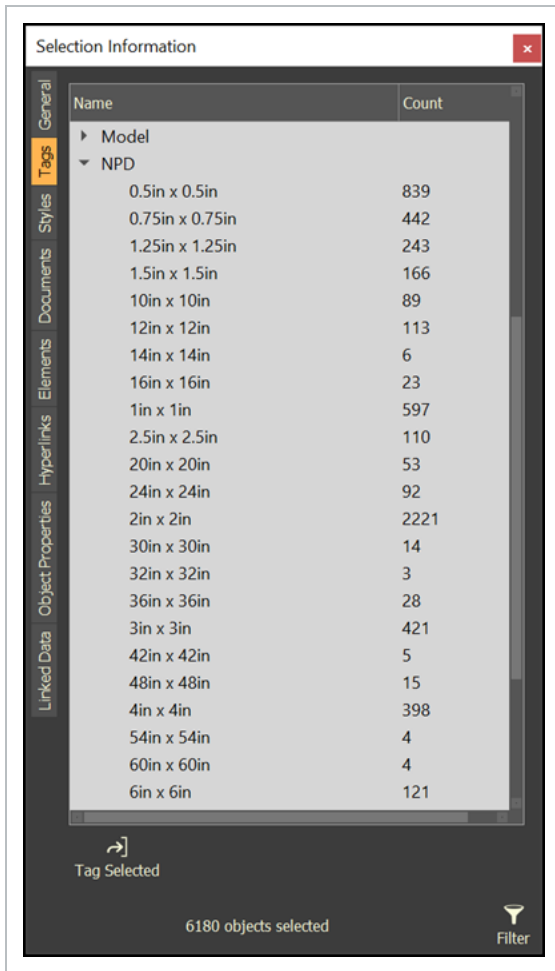 Selection Information
General
Tags
Styles
Documents
Elements
Hyperlinks
Object Properties
Linked Data
Name Count
Model
NPD
0.5in x 0.5in 839
0.75in x 0.75in 442
1.25in x 1.25in 243
1.5in x 1.5in 166
10in x 10in 89
12in x 12in 113
14in x 14in 6
16in x 16in 23
1in x 1in 597
2.5in x 2.5in 110
20in x 20in 53
24in x 24in 92
2in x 2in 2221
30in x 30in 14
32in x 32in 3
36in x 36in 28
3in x 3in 421
42in x 42in 5
48in x 48in 15
4in x 4in 398
54in x 54in 4
60in x 60in 4
6in x 6in 121
Tag Selected
6180 objects selected
Filter